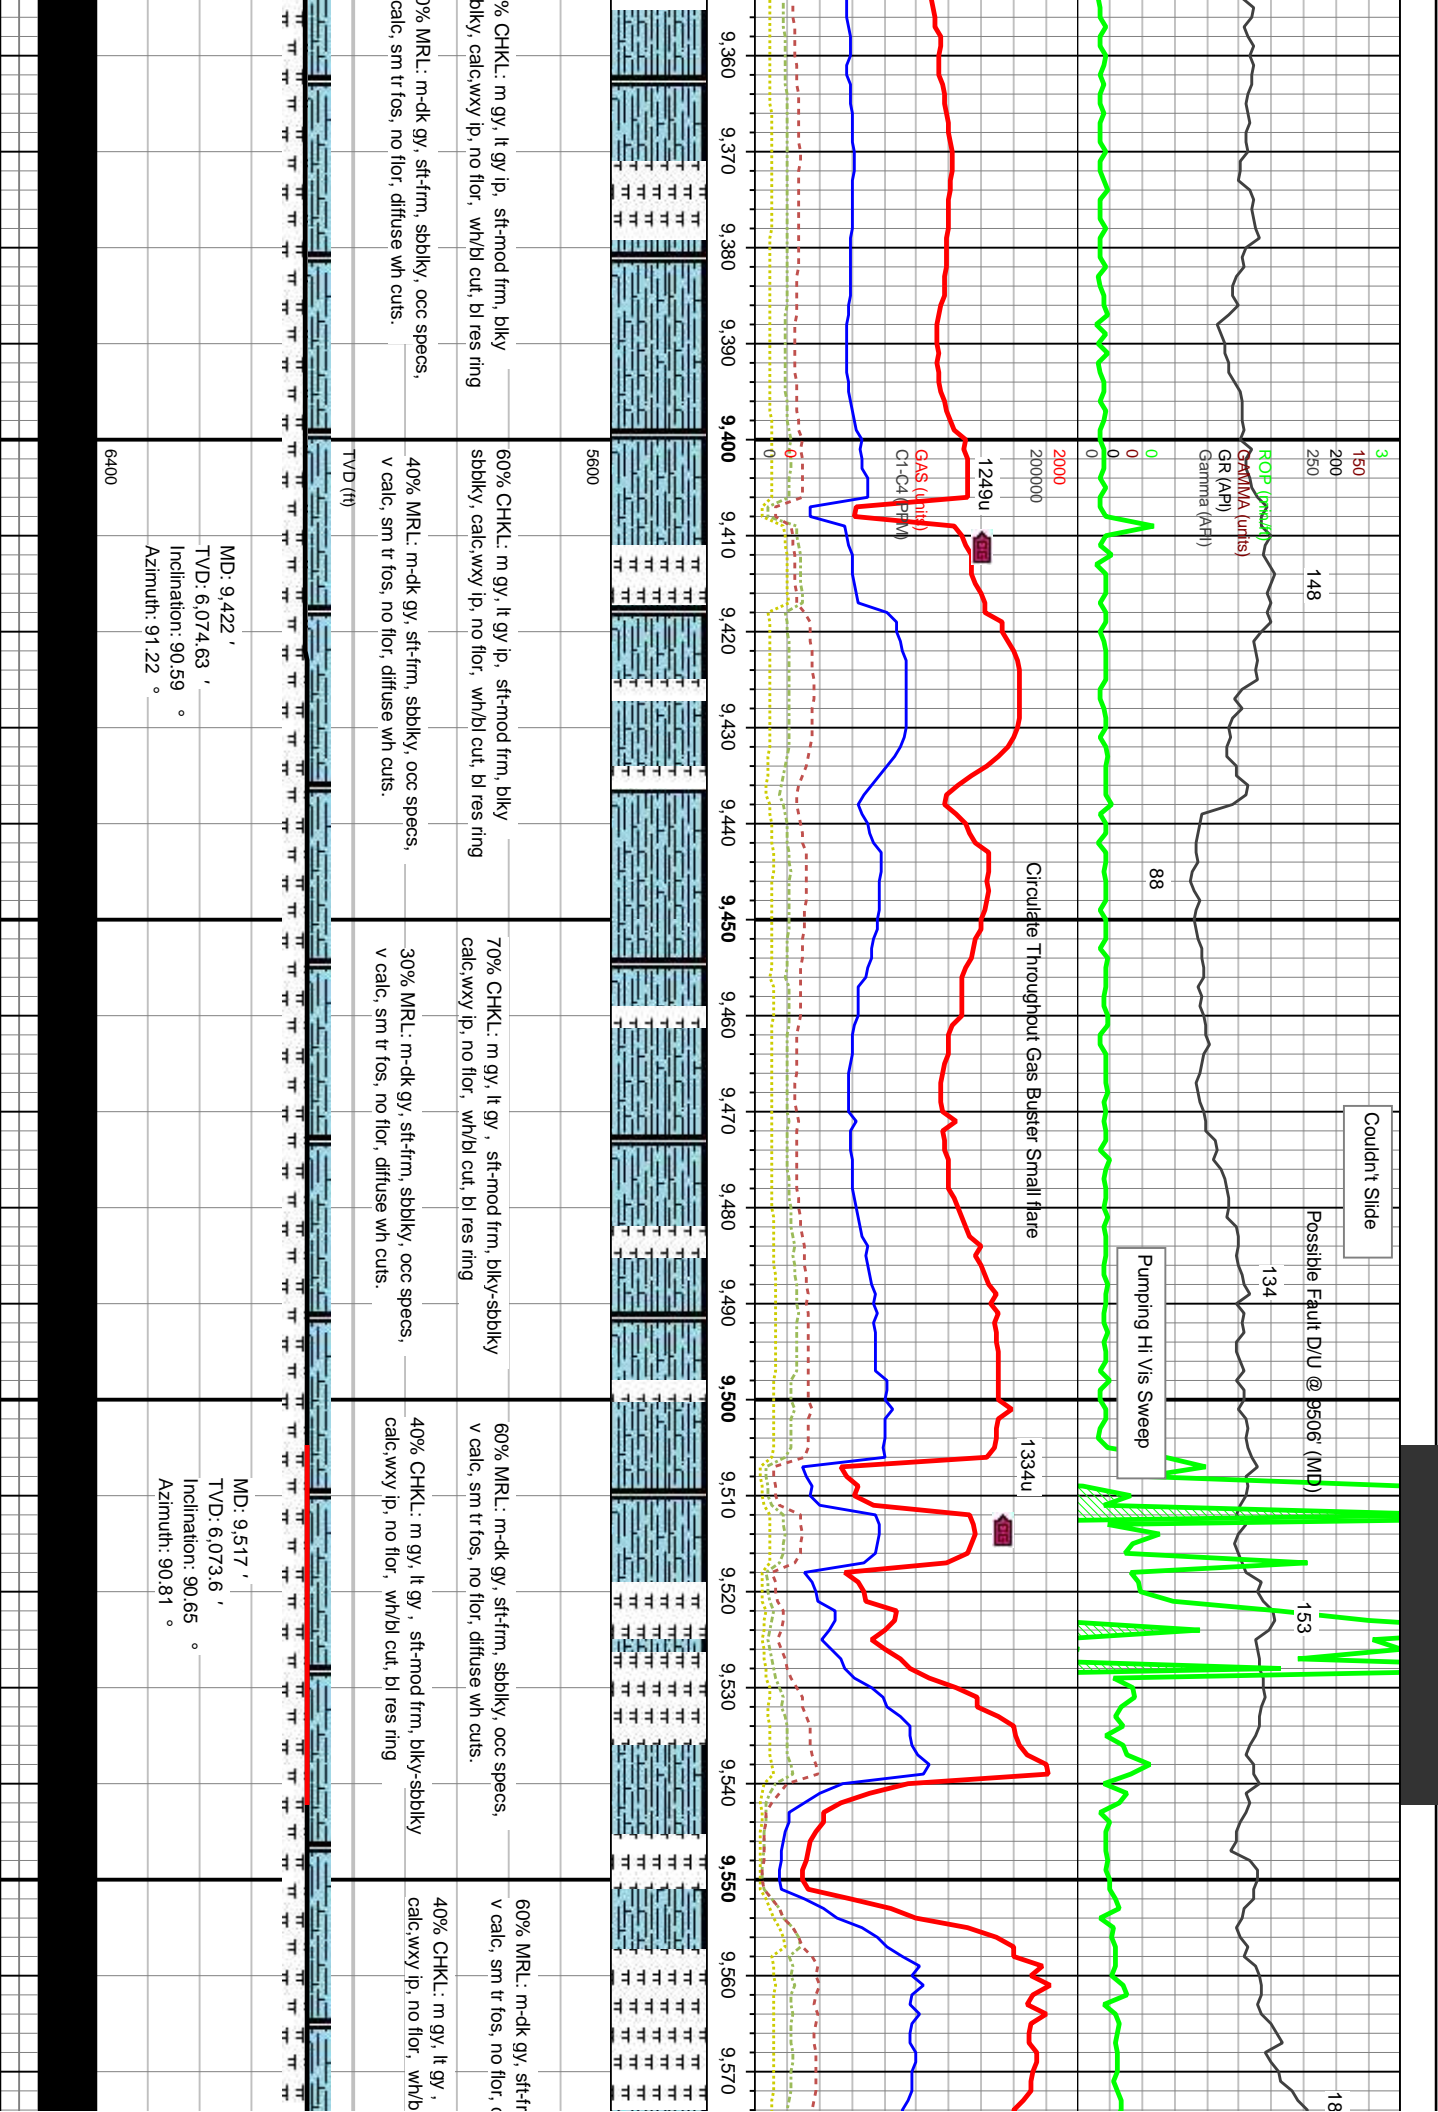 Couldn't Slide
Possible Fault D/U @ 9506' (MD)
Pumping Hi Vis Sweep
148
88
134
153
18
3
150
200
250
ROP (min/ft)
GAMMA (units)
GR (API)
Gamma (API)
0
0
0
0
2000
200000
GAS (units)
C1-C4 (PPM)
0
0
1249u
CG
Circulate Throughout Gas Buster Small flare
1334u
CG
9,360
9,370
9,380
9,390
9,400
9,410
9,420
9,430
9,440
9,450
9,460
9,470
9,480
9,490
9,500
9,510
9,520
9,530
9,540
9,550
9,560
9,570
% CHKL: m gy, lt gy ip, sft-mod frm, blky
blky, calc,wxy ip, no flor, wh/bl cut, bl res ring
0% MRL: m-dk gy, sft-frm, sbblky, occ specs,
calc, sm tr fos, no flor, diffuse wh cuts.
60% CHKL: m gy, lt gy ip, sft-mod frm, blky
sbblky, calc,wxy ip, no flor, wh/bl cut, bl res ring
40% MRL: m-dk gy, sft-frm, sbblky, occ specs,
v calc, sm tr fos, no flor, diffuse wh cuts.
70% CHKL: m gy, lt gy , sft-mod frm, blky-sbblky
calc,wxy ip, no flor, wh/bl cut, bl res ring
30% MRL: m-dk gy, sft-frm, sbblky, occ specs,
v calc, sm tr fos, no flor, diffuse wh cuts.
60% MRL: m-dk gy, sft-frm, sbblky, occ specs,
v calc, sm tr fos, no flor, diffuse wh cuts.
40% CHKL: m gy, lt gy , sft-mod frm, blky-sbblky
calc,wxy ip, no flor, wh/bl cut, bl res ring
60% MRL: m-dk gy, sft-fr
v calc, sm tr fos, no flor, d
40% CHKL: m gy, lt gy ,
calc,wxy ip, no flor, wh/b
5600
TVD (ft)
6400
MD: 9,422 '
TVD: 6,074.63 '
Inclination: 90.59 °
Azimuth: 91.22 °
MD: 9,517 '
TVD: 6,073.6 '
Inclination: 90.65 °
Azimuth: 90.81 °